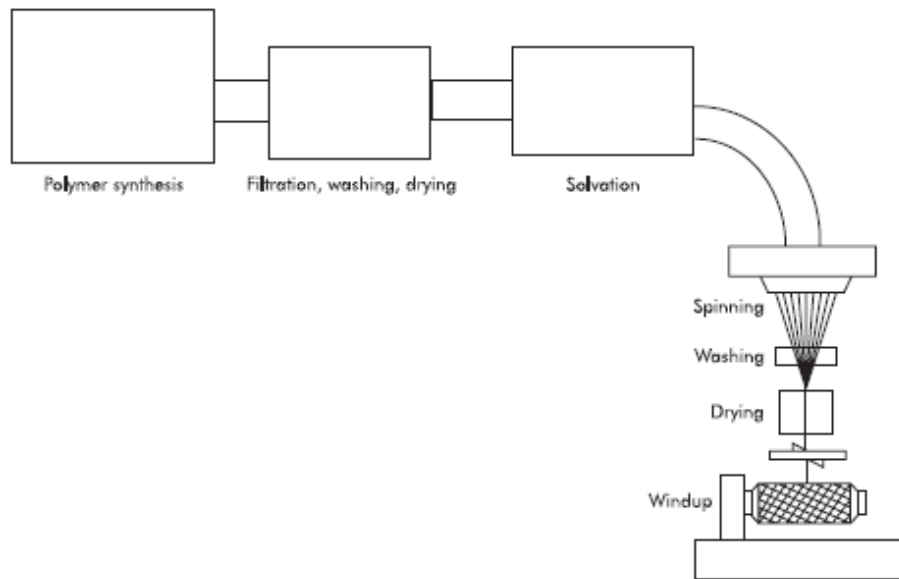 Polymer synthesis
Filtration, washing, drying
Solvation
Spinning
Washing
Drying
Windup